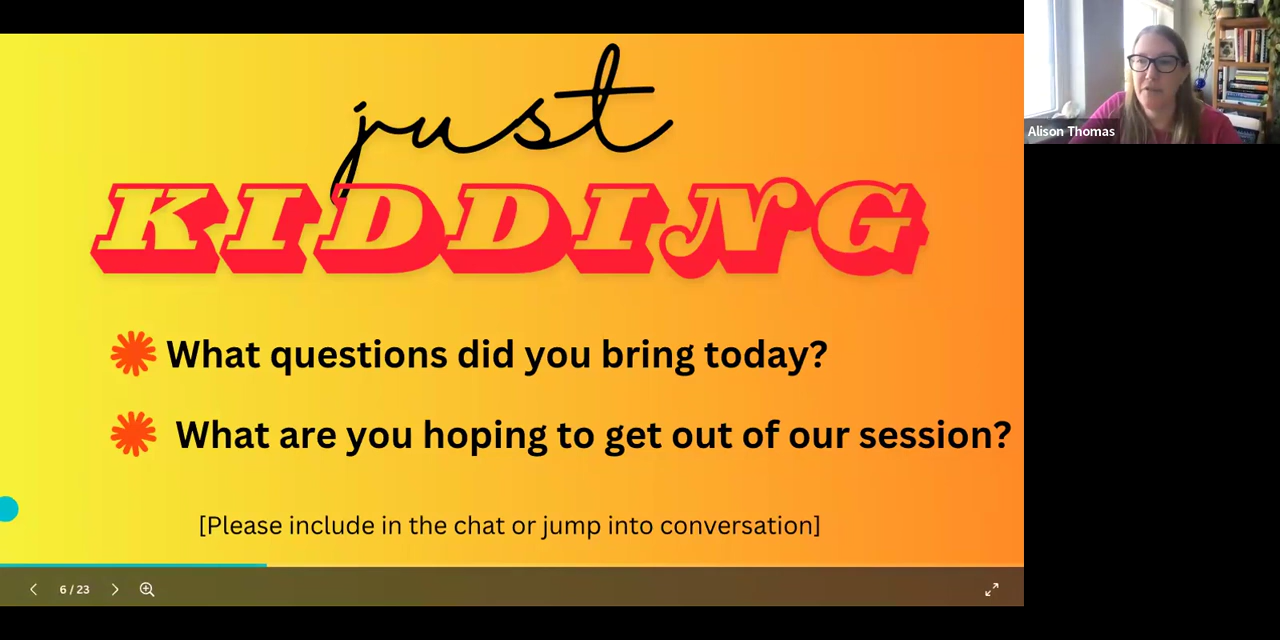 just
KIDDING
What questions did you bring today?
What are you hoping to get out of our session?
[Please include in the chat or jump into conversation]
6 / 23
Alison Thomas